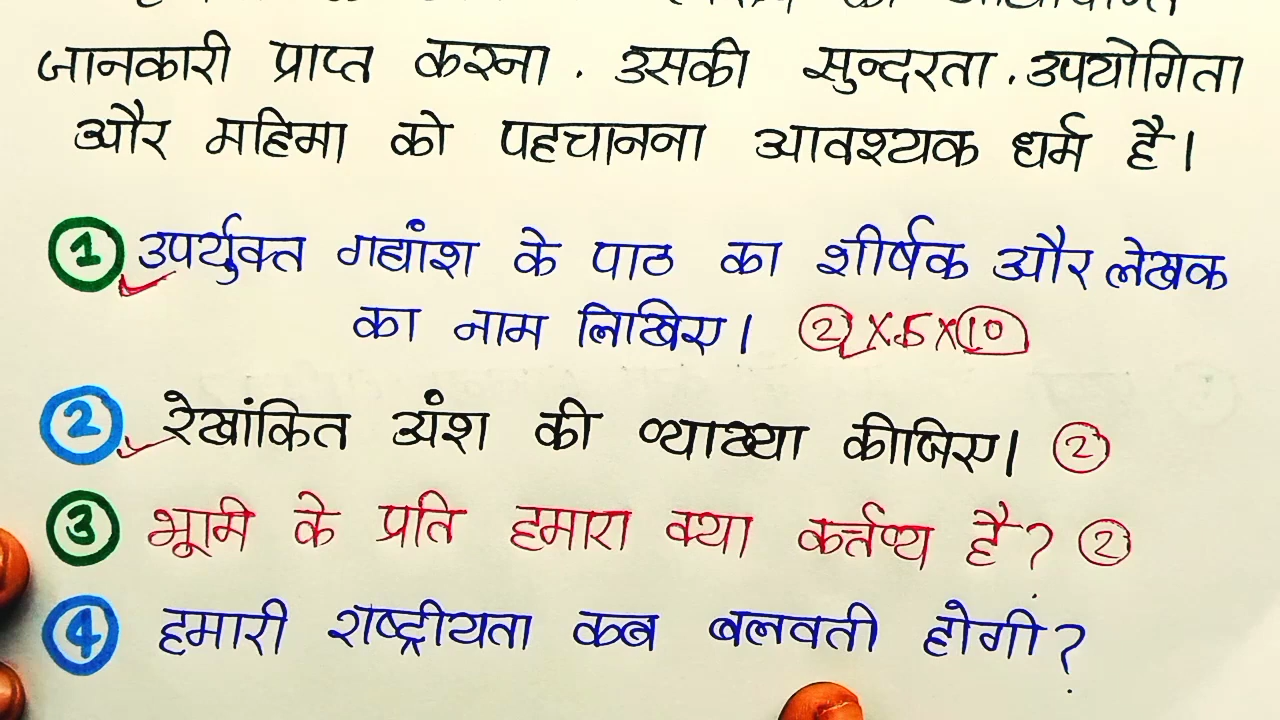 जानकारी प्राप्त करना . उसकी सुन्दरता . उपयोगिता
और महिमा को पहचानना आवश्यक धर्म है।
① उपर्युक्त गद्यांश के पाठ का शीर्षक और लेखक
का नाम लिखिए। ②×5×⑩
② रेखांकित अंश की व्याख्या कीजिए। ②
③ भूमि के प्रति हमारा क्या कर्त्तव्य है? ②
④ हमारी राष्ट्रीयता कब बलवती होगी?